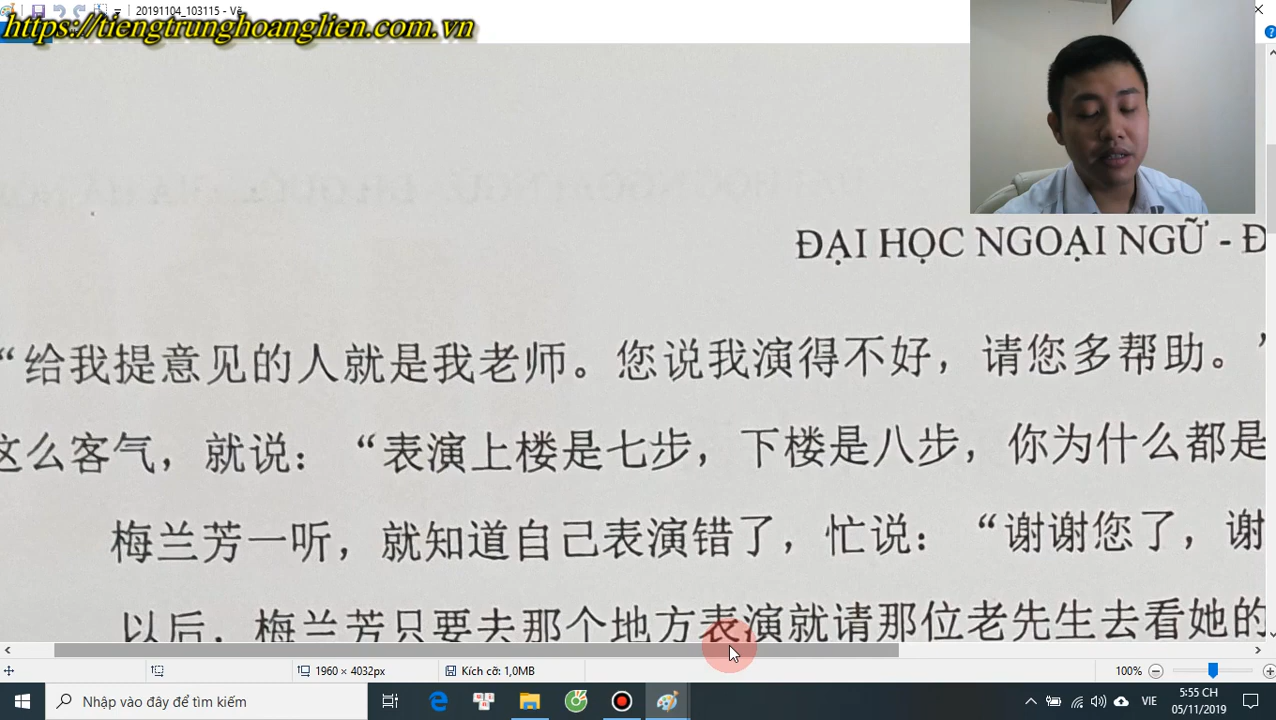 20191104_103115 - Vẽ
https://tiengtrunghoanglien.com.vn
ĐẠI HỌC NGOẠI NGỮ - Đ
“给我提意见的人就是我老师。您说我演得不好，请您多帮助。”
这么客气，就说：“表演上楼是七步，下楼是八步，你为什么都是
梅兰芳一听，就知道自己表演错了，忙说：“谢谢您了，谢
以后，梅兰芳只要去那个地方表演就请那位老先生去看她的
1960 × 4032px
Kích cỡ: 1,0MB
100%
Nhập vào đây để tìm kiếm
VIE
5:55 CH
05/11/2019